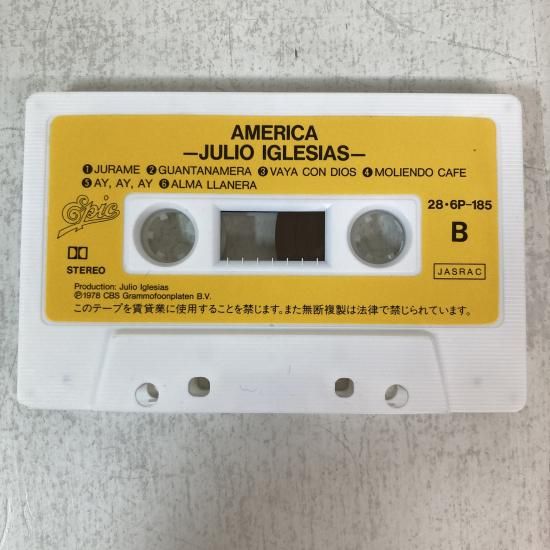 AMERICA
—JULIO IGLESIAS—
❶JURAME ❷GUANTANAMERA ❸VAYA CON DIOS ❹MOLIENDO CAFE
❺AY, AY, AY ❻ALMA LLANERA
Epic
28・6P-185
B
STEREO
JASRAC
Production: Julio Iglesias
℗1978 CBS Grammofoonplaten B.V.
このテープを賃貸業に使用することを禁じます。また無断複製は法律で禁じられています。